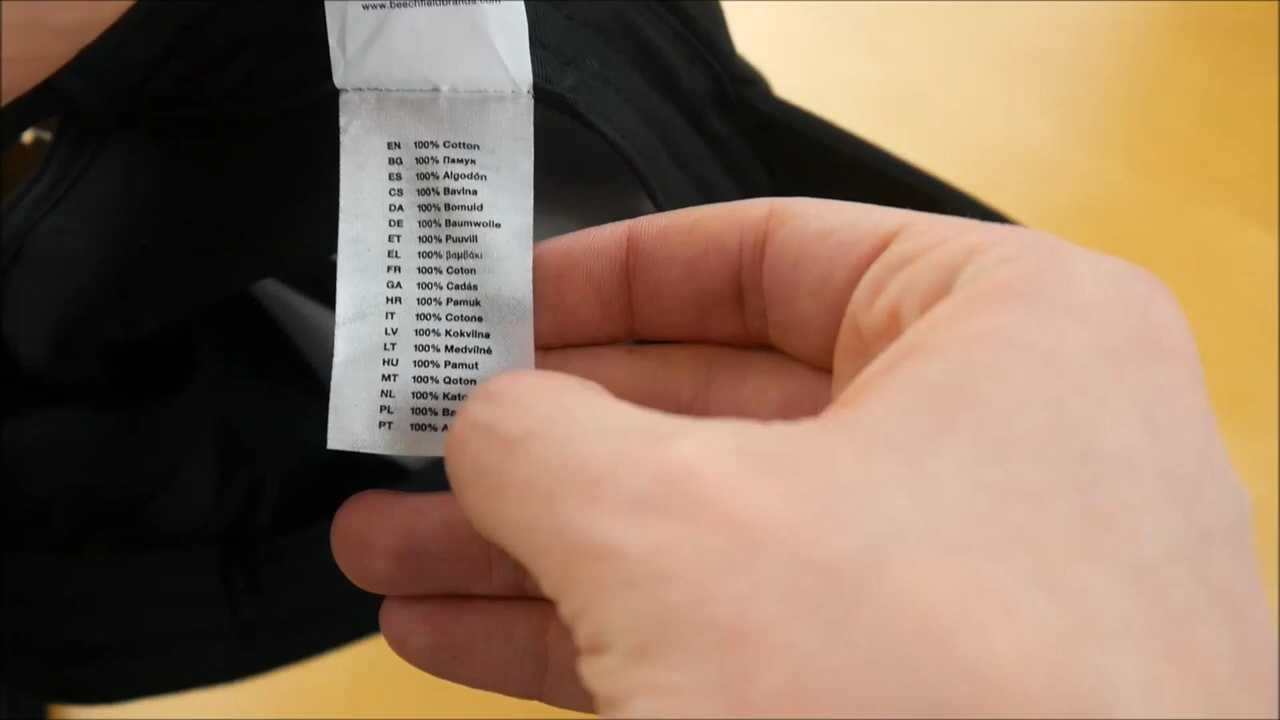 www.beechfieldbrands.com
EN 100% Cotton
BG 100% Памук
ES 100% Algodón
CS 100% Bavlna
DA 100% Bomuld
DE 100% Baumwolle
ET 100% Puuvill
EL 100% βαμβάκι
FR 100% Coton
GA 100% Cadás
HR 100% Pamuk
IT 100% Cotone
LV 100% Kokvilna
LT 100% Medvilnė
HU 100% Pamut
MT 100% Qoton
NL 100%
PL 100%
PT 100%